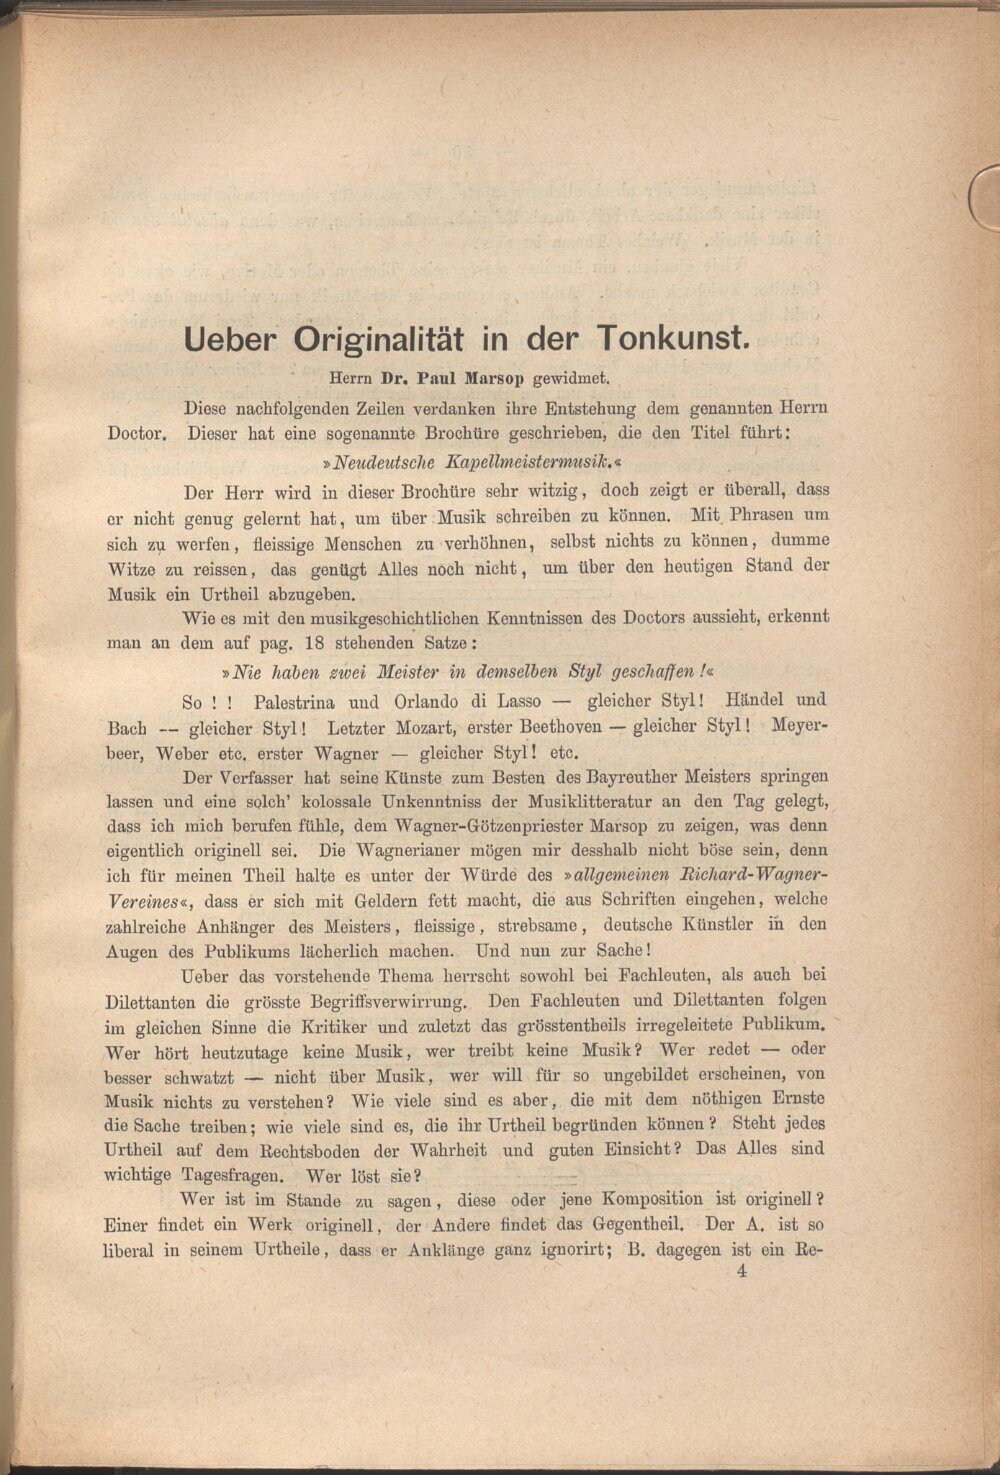 Ueber Originalität in der Tonkunst.
Herrn Dr. Paul Marsop gewidmet.
Diese nachfolgenden Zeilen verdanken ihre Entstehung dem genannten Herrn
Doctor. Dieser hat eine sogenannte Brochüre geschrieben, die den Titel führt:
»Neudeutsche Kapellmeistermusik.«
Der Herr wird in dieser Brochüre sehr witzig, doch zeigt er überall, dass
er nicht genug gelernt hat, um über Musik schreiben zu können. Mit Phrasen um
sich zu werfen, fleissige Menschen zu verhöhnen, selbst nichts zu können, dumme
Witze zu reissen, das genügt Alles noch nicht, um über den heutigen Stand der
Musik ein Urtheil abzugeben.
Wie es mit den musikgeschichtlichen Kenntnissen des Doctors aussieht, erkennt
man an dem auf pag. 18 stehenden Satze:
»Nie haben zwei Meister in demselben Styl geschaffen!«
So!! Palestrina und Orlando di Lasso — gleicher Styl! Händel und
Bach — gleicher Styl! Letzter Mozart, erster Beethoven — gleicher Styl! Meyer-
beer, Weber etc. erster Wagner — gleicher Styl! etc.
Der Verfasser hat seine Künste zum Besten des Bayreuther Meisters springen
lassen und eine solch' kolossale Unkenntniss der Musiklitteratur an den Tag gelegt,
dass ich mich berufen fühle, dem Wagner-Götzenpriester Marsop zu zeigen, was denn
eigentlich originell sei. Die Wagnerianer mögen mir desshalb nicht böse sein, denn
ich für meinen Theil halte es unter der Würde des »allgemeinen Richard-Wagner-
Vereines«, dass er sich mit Geldern fett macht, die aus Schriften eingehen, welche
zahlreiche Anhänger des Meisters, fleissige, strebsame, deutsche Künstler in den
Augen des Publikums lächerlich machen. Und nun zur Sache!
Ueber das vorstehende Thema herrscht sowohl bei Fachleuten, als auch bei
Dilettanten die grösste Begriffsverwirrung. Den Fachleuten und Dilettanten folgen
im gleichen Sinne die Kritiker und zuletzt das grösstentheils irregeleitete Publikum.
Wer hört heutzutage keine Musik, wer treibt keine Musik? Wer redet — oder
besser schwatzt — nicht über Musik, wer will für so ungebildet erscheinen, von
Musik nichts zu verstehen? Wie viele sind es aber, die mit dem nöthigen Ernste
die Sache treiben; wie viele sind es, die ihr Urtheil begründen können? Steht jedes
Urtheil auf dem Rechtsboden der Wahrheit und guten Einsicht? Das Alles sind
wichtige Tagesfragen. Wer löst sie?
Wer ist im Stande zu sagen, diese oder jene Komposition ist originell?
Einer findet ein Werk originell, der Andere findet das Gegentheil. Der A. ist so
liberal in seinem Urtheile, dass er Anklänge ganz ignorirt; B. dagegen ist ein Re-
4